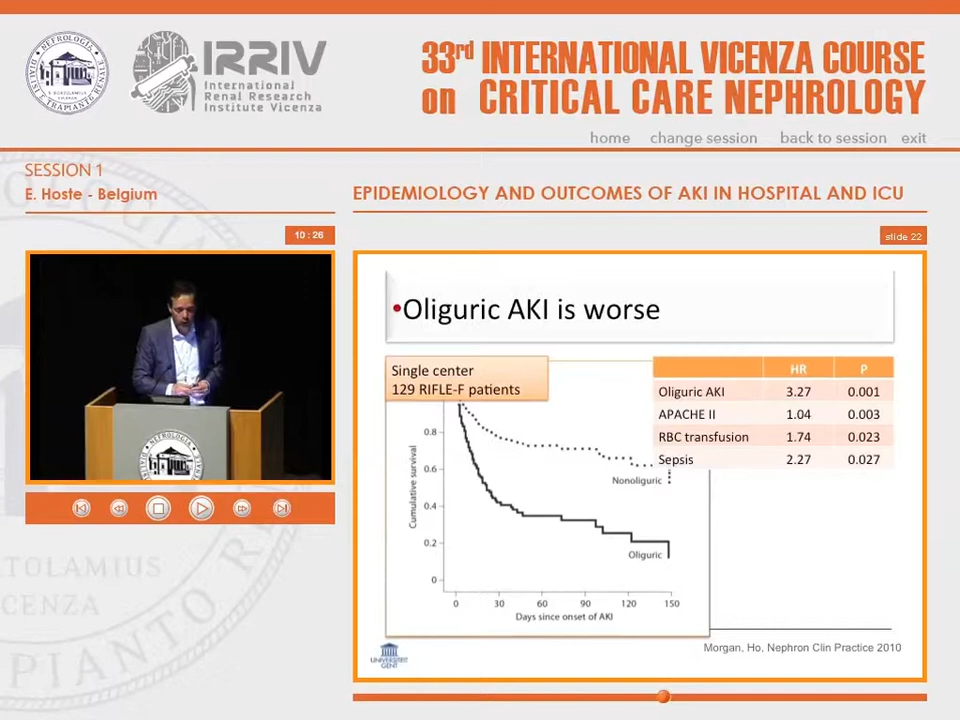 IRRIV
International
Renal Research
Institute Vicenza
33rd INTERNATIONAL VICENZA COURSE
on CRITICAL CARE NEPHROLOGY
home change session back to session exit
SESSION 1
E. Hoste - Belgium
EPIDEMIOLOGY AND OUTCOMES OF AKI IN HOSPITAL AND ICU
10 : 26
slide 22
•Oliguric AKI is worse
Single center
129 RIFLE-F patients
HR P
Oliguric AKI 3.27 0.001
APACHE II 1.04 0.003
RBC transfusion 1.74 0.023
Sepsis 2.27 0.027
Cumulative survival
0.8
0.6
0.4
0.2
0
Nonoliguric
Oliguric
0 30 60 90 120 150
Days since onset of AKI
UNIVERSITEIT
GENT
Morgan, Ho, Nephron Clin Practice 2010